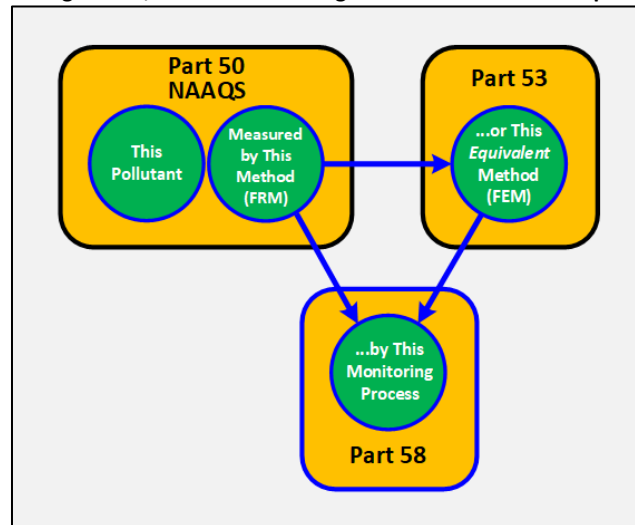 Part 50
NAAQS
This
Pollutant
Measured
by This
Method
(FRM)
Part 53
...or This
Equivalent
Method
(FEM)
...by This
Monitoring
Process
Part 58